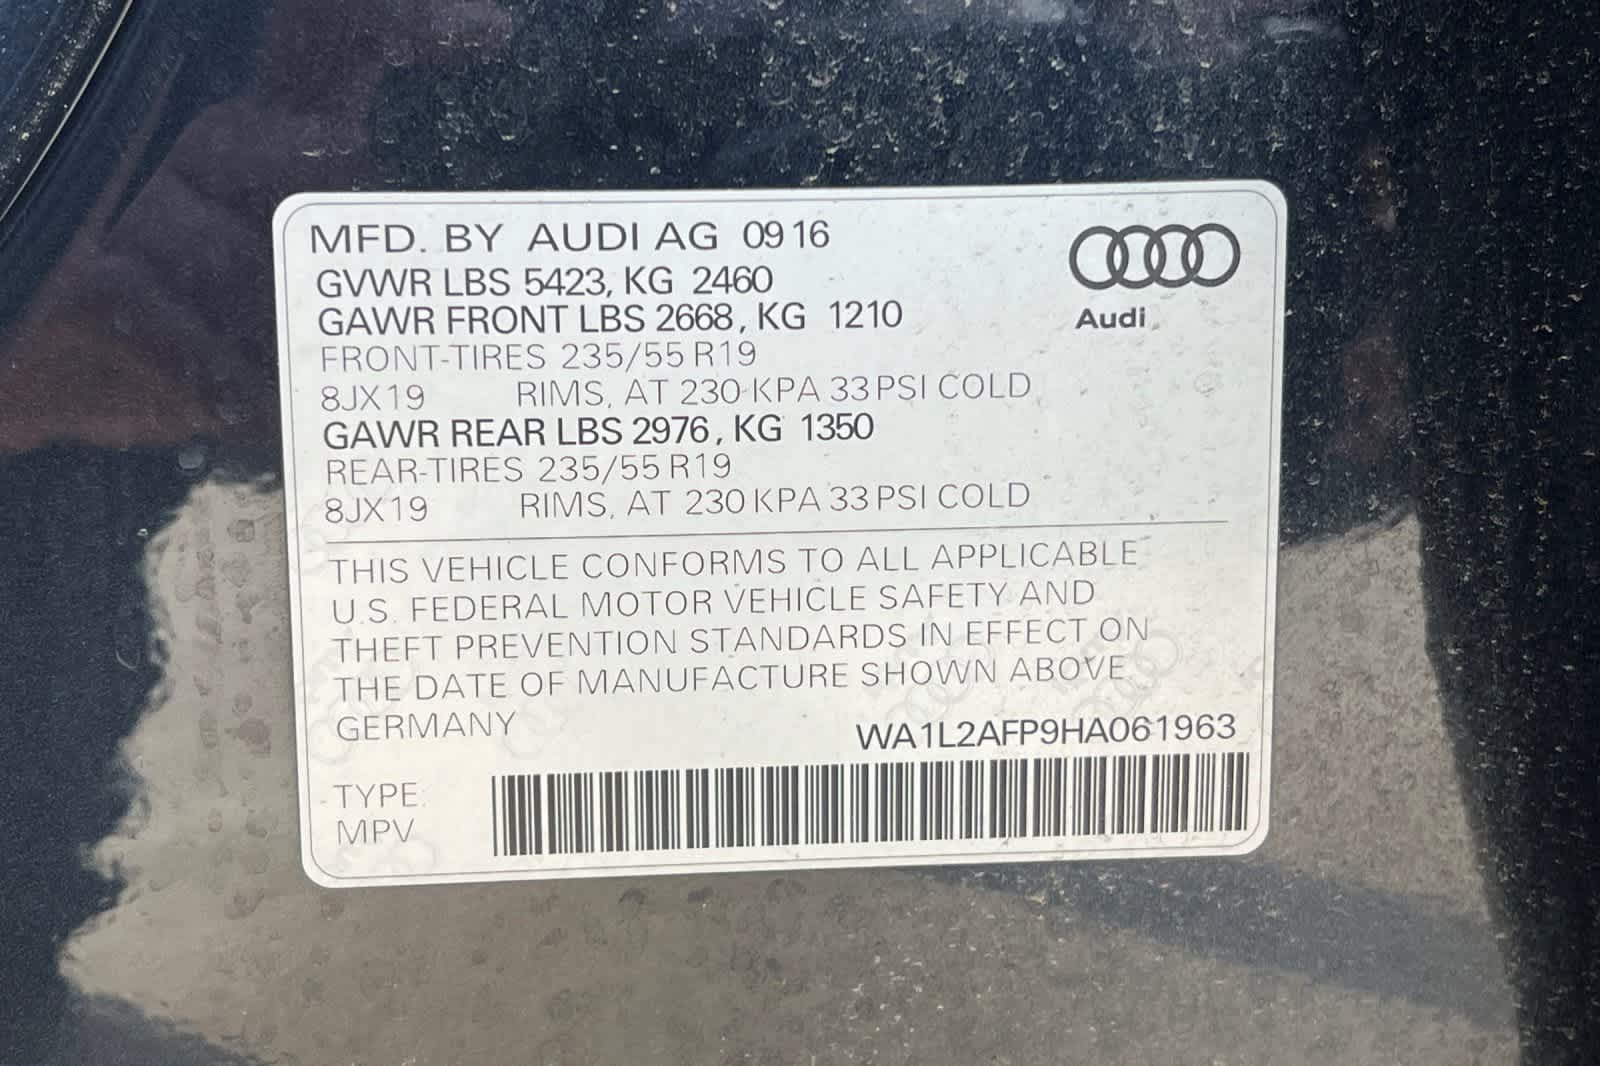 MFD. BY AUDI AG 09 16
GVWR LBS 5423, KG 2460
GAWR FRONT LBS 2668, KG 1210
FRONT-TIRES 235/55 R19
8JX19 RIMS, AT 230 KPA 33 PSI COLD
GAWR REAR LBS 2976, KG 1350
REAR-TIRES 235/55 R19
8JX19 RIMS, AT 230 KPA 33 PSI COLD
Audi
THIS VEHICLE CONFORMS TO ALL APPLICABLE
U.S. FEDERAL MOTOR VEHICLE SAFETY AND
THEFT PREVENTION STANDARDS IN EFFECT ON
THE DATE OF MANUFACTURE SHOWN ABOVE
GERMANY WA1L2AFP9HA061963
TYPE:
MPV